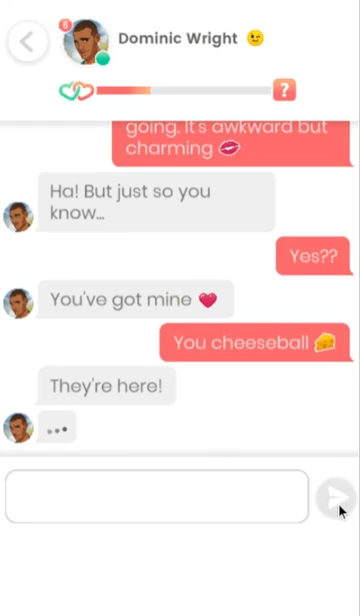 6
Dominic Wright 😉
?
going. It's awkward but
charming 💋
Ha! But just so you
know...
Yes??
You've got mine ❤️
You cheeseball 🧀
They're here!
...